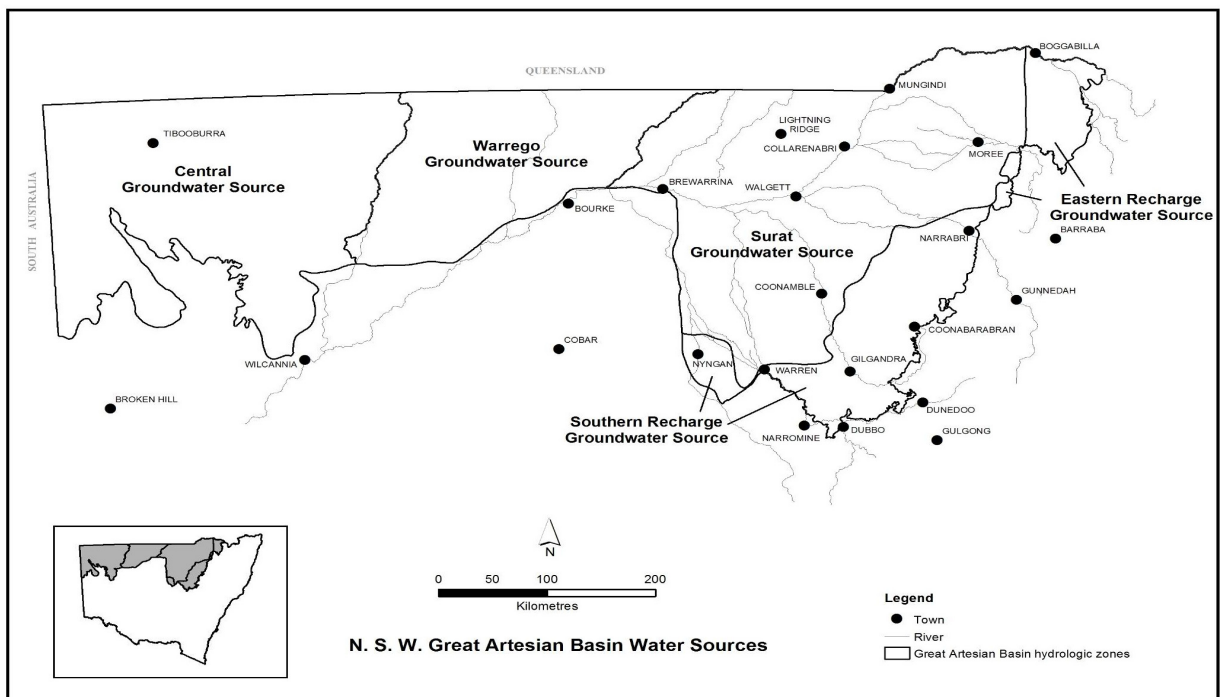 BOGGABILLA
QUEENSLAND
MUNGINDI
TIBOOBURRA
LIGHTNING
RIDGE
COLLARENABRI
MOREE
Warrego
Groundwater Source
Central
Groundwater Source
BREWARRINA
WALGETT
BOURKE
Eastern Recharge
Groundwater Source
SOUTH AUSTRALIA
Surat
Groundwater Source
NARRABRI
BARRABA
COONAMBLE
GUNNEDAH
COONABARABRAN
COBAR
NYNGAN
WILCANNIA
WARREN
GILGANDRA
BROKEN HILL
DUNEDOO
Southern Recharge
Groundwater Source
NARROMINE
DUBBO
GULGONG
N
0 50 100 200
Kilometres
N. S. W. Great Artesian Basin Water Sources
Legend
Town
River
Great Artesian Basin hydrologic zones